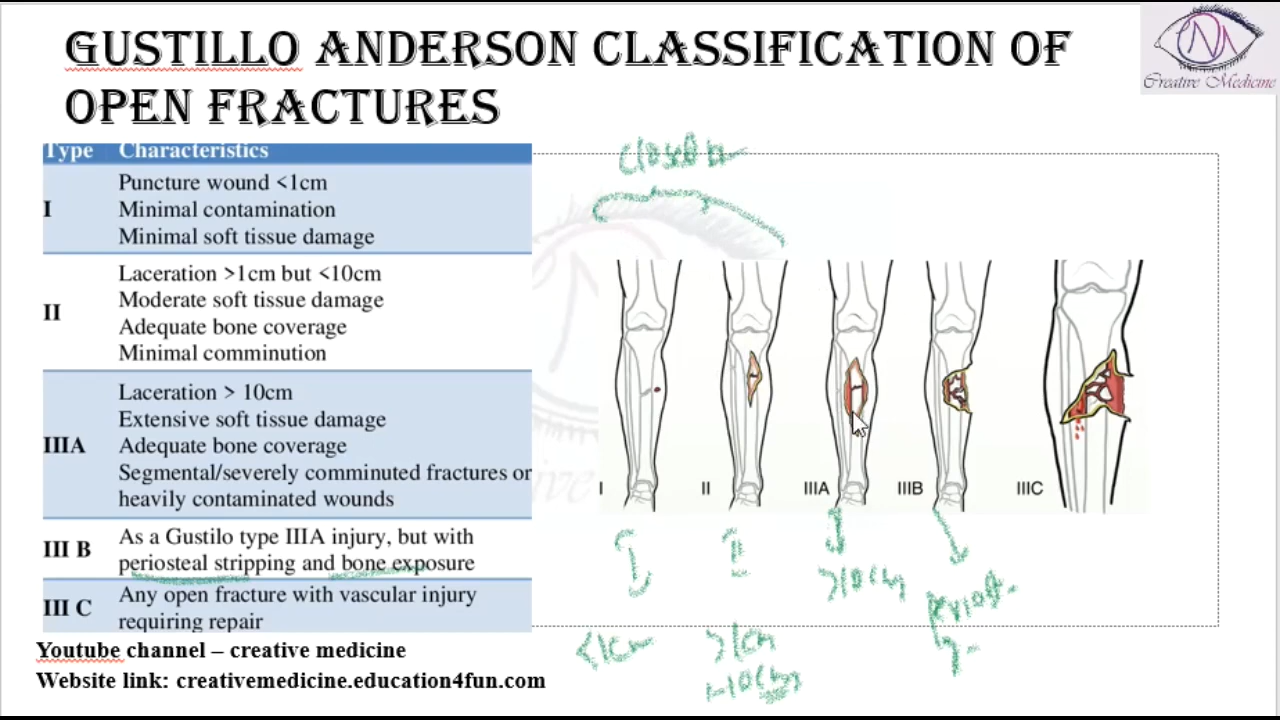 GUSTILLO ANDERSON CLASSIFICATION OF
OPEN FRACTURES
Creative Medicine
Type Characteristics
I
Puncture wound <1cm
Minimal contamination
Minimal soft tissue damage
II
Laceration >1cm but <10cm
Moderate soft tissue damage
Adequate bone coverage
Minimal comminution
IIIA
Laceration > 10cm
Extensive soft tissue damage
Adequate bone coverage
Segmental/severely comminuted fractures or
heavily contaminated wounds
III B
As a Gustilo type IIIA injury, but with
periosteal stripping and bone exposure
III C
Any open fracture with vascular injury
requiring repair
I II IIIA IIIB IIIC
I II
>10cm
<1cm >1cm
Youtube channel – creative medicine
Website link: creativemedicine.education4fun.com